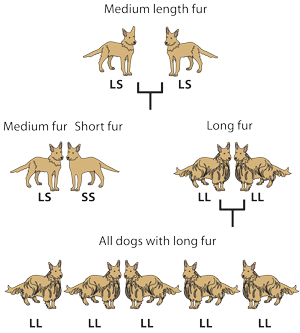 Medium length fur
LS LS
Medium fur Short fur Long fur
LS SS LL LL
All dogs with long fur
LL LL LL LL LL